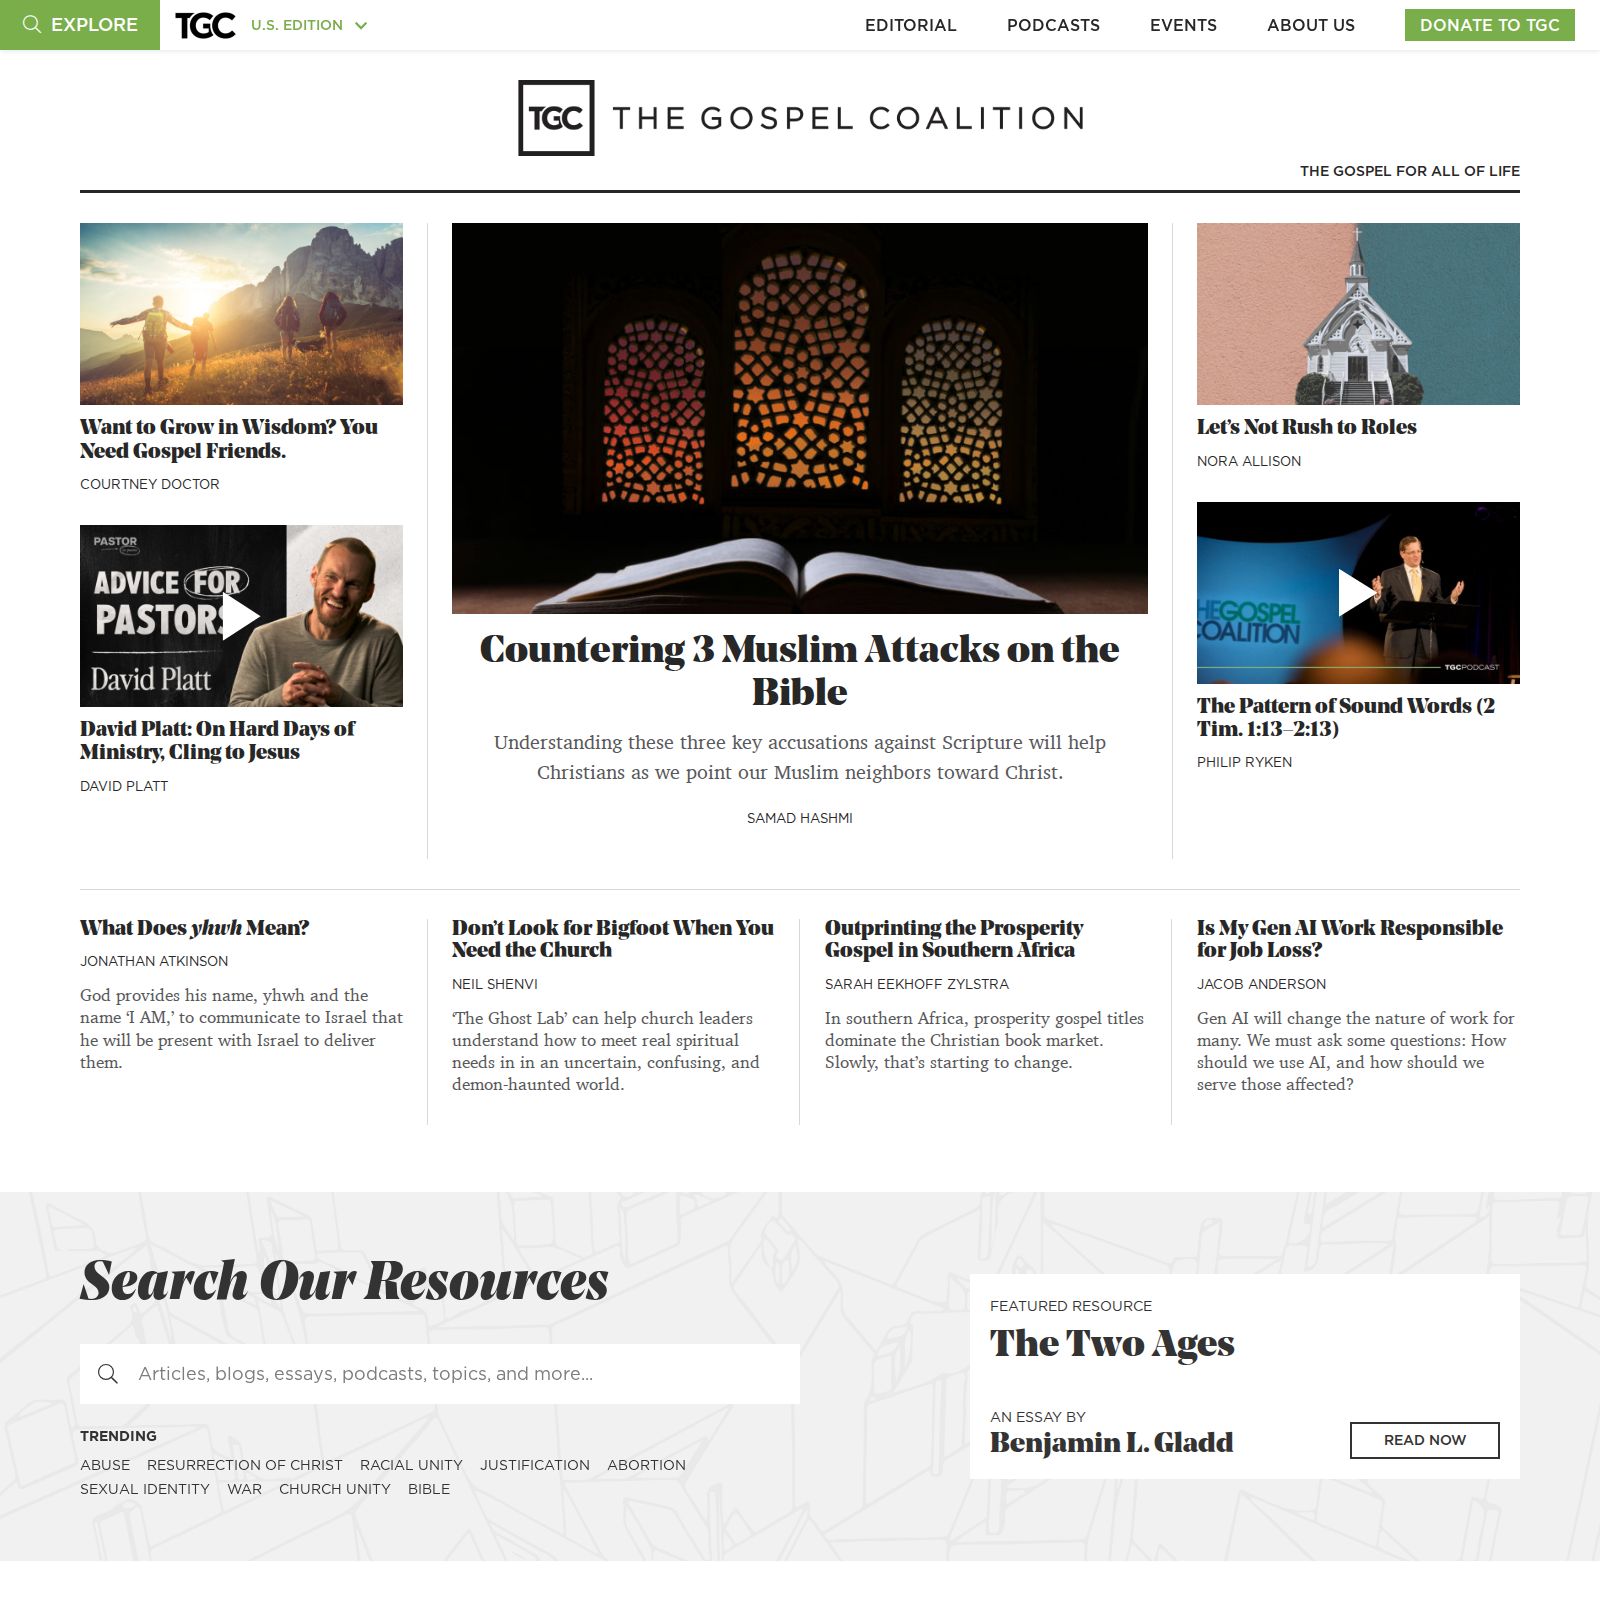 EXPLORE
TGC
U.S. EDITION
EDITORIAL
PODCASTS
EVENTS
ABOUT US
DONATE TO TGC
TGC THE GOSPEL COALITION
THE GOSPEL FOR ALL OF LIFE
Want to Grow in Wisdom? You
Need Gospel Friends.
COURTNEY DOCTOR
PASTOR
ADVICE FOR
PASTORS
David Platt
David Platt: On Hard Days of
Ministry, Cling to Jesus
DAVID PLATT
Countering 3 Muslim Attacks on the
Bible
Understanding these three key accusations against Scripture will help
Christians as we point our Muslim neighbors toward Christ.
SAMAD HASHMI
Let’s Not Rush to Roles
NORA ALLISON
HE GOSPEL
COALITION
TGCPODCAST
The Pattern of Sound Words (2
Tim. 1:13–2:13)
PHILIP RYKEN
What Does yhwh Mean?
JONATHAN ATKINSON
God provides his name, yhwh and the
name ‘I AM,’ to communicate to Israel that
he will be present with Israel to deliver
them.
Don’t Look for Bigfoot When You
Need the Church
NEIL SHENVI
‘The Ghost Lab’ can help church leaders
understand how to meet real spiritual
needs in in an uncertain, confusing, and
demon-haunted world.
Outprinting the Prosperity
Gospel in Southern Africa
SARAH EEKHOFF ZYLSTRA
In southern Africa, prosperity gospel titles
dominate the Christian book market.
Slowly, that’s starting to change.
Is My Gen AI Work Responsible
for Job Loss?
JACOB ANDERSON
Gen AI will change the nature of work for
many. We must ask some questions: How
should we use AI, and how should we
serve those affected?
Search Our Resources
Articles, blogs, essays, podcasts, topics, and more...
TRENDING
ABUSE RESURRECTION OF CHRIST RACIAL UNITY JUSTIFICATION ABORTION
SEXUAL IDENTITY WAR CHURCH UNITY BIBLE
FEATURED RESOURCE
The Two Ages
AN ESSAY BY
Benjamin L. Gladd
READ NOW